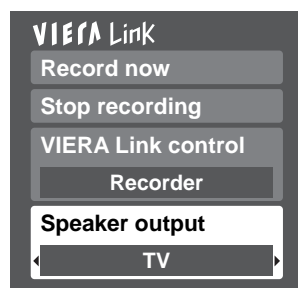 VIERA Link
Record now
Stop recording
VIERA Link control
Recorder
Speaker output
TV